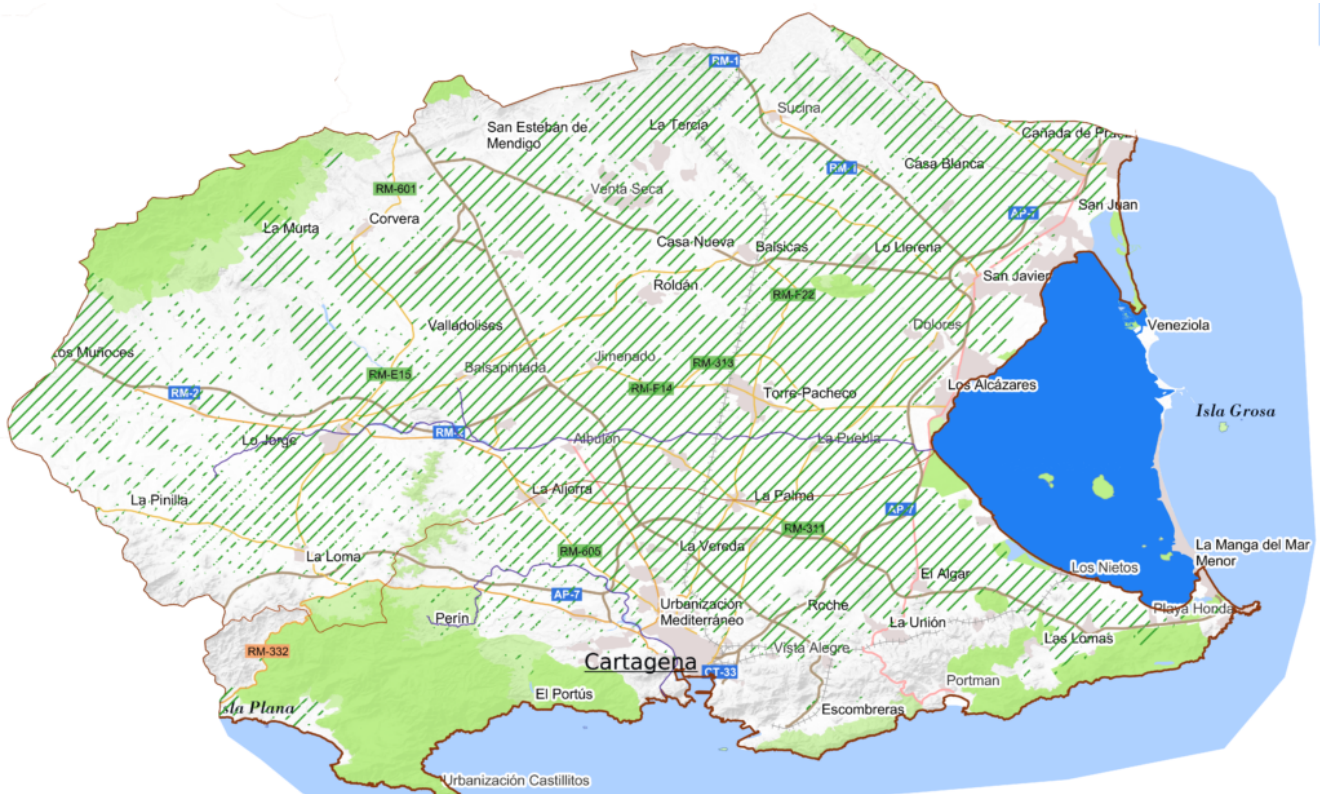 RM-1
Sucina
La Tercia
San Esteban de
Mendigo
Cañada de
Casa Blanca
RM-1
RM-601
Venta Seca
San Juan
AP-7
Corvera
La Murta
Casa Nueva
Balsicas
Lo Llerena
San Javier
Roldán
RM-F22
Veneziola
Valladolises
Dolores
Los Muñoces
Jimenado
Balsapintada
RM-313
RM-E15
RM-F14
Los Alcázares
RM-2
Torre-Pacheco
Isla Grosa
RM-2
Lo Jorge
Albujón
La Puebla
La Aljorra
La Palma
La Pinilla
AP-7
RM-311
La Vereda
La Manga del Mar
Menor
RM-605
La Loma
Los Nietos
El Algar
AP-7
Urbanización
Mediterráneo
Roche
Playa Honda
Perín
La Unión
Las Lomas
Vista Alegre
RM-332
Cartagena
CT-33
Portman
El Portús
Isla Plana
Escombreras
Urbanización Castillitos